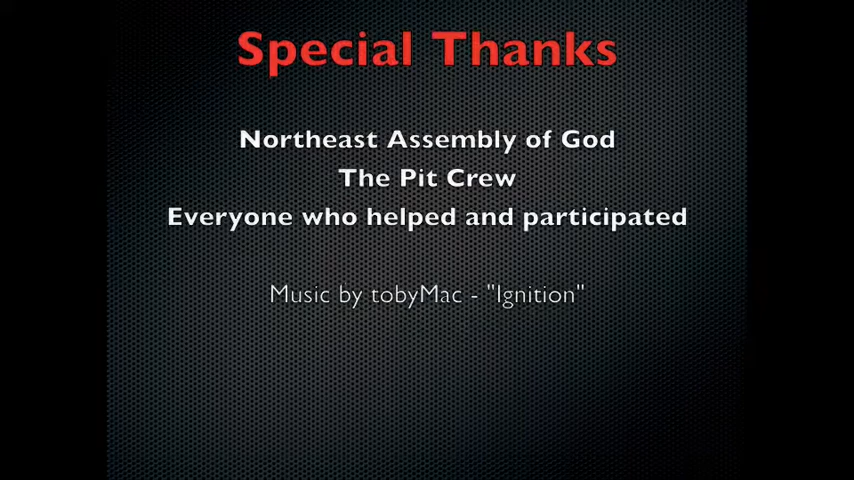 Special Thanks
Northeast Assembly of God
The Pit Crew
Everyone who helped and participated
Music by tobyMac - "Ignition"